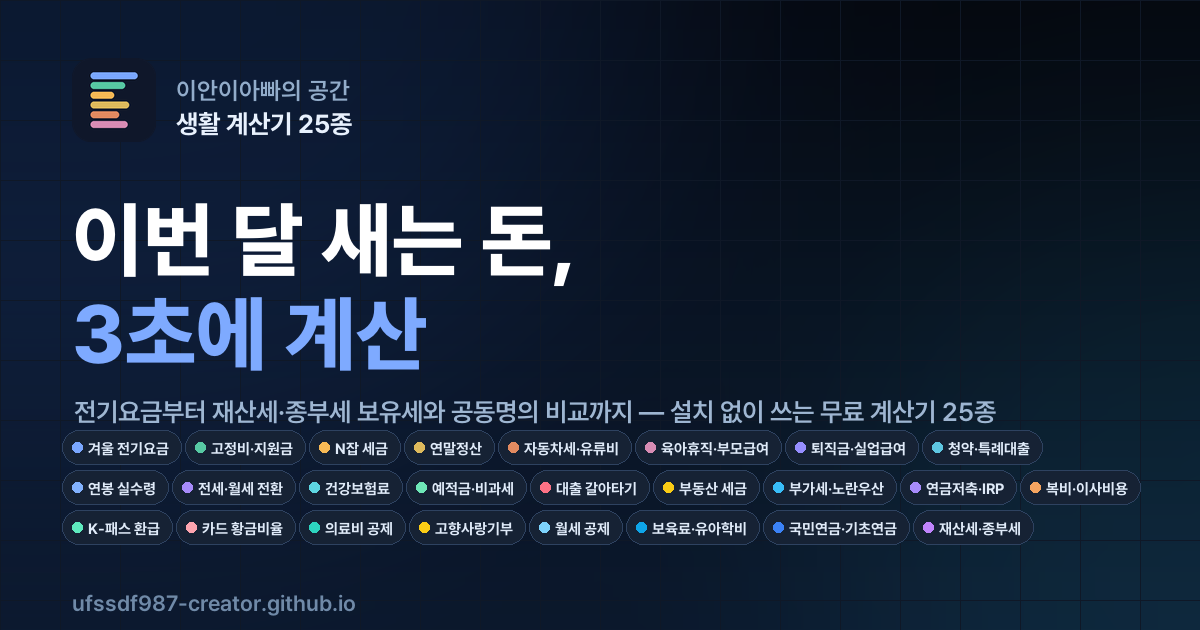 이안이아빠의 공간
생활 계산기 25종
이번 달 새는 돈,
3초에 계산
전기요금부터 재산세·종부세 보유세와 공동명의 비교까지 — 설치 없이 쓰는 무료 계산기 25종
겨울 전기요금 고정비·지원금 N잡 세금 연말정산 자동차세·유류비 육아휴직·부모급여 퇴직금·실업급여 청약·특례대출
연봉 실수령 전세·월세 전환 건강보험료 예적금·비과세 대출 갈아타기 부동산 세금 부가세·노란우산 연금저축·IRP 복비·이사비용
K-패스 환급 카드 황금비율 의료비 공제 고향사랑기부 월세 공제 보육료·유아학비 국민연금·기초연금 재산세·종부세
ufssdf987-creator.github.io